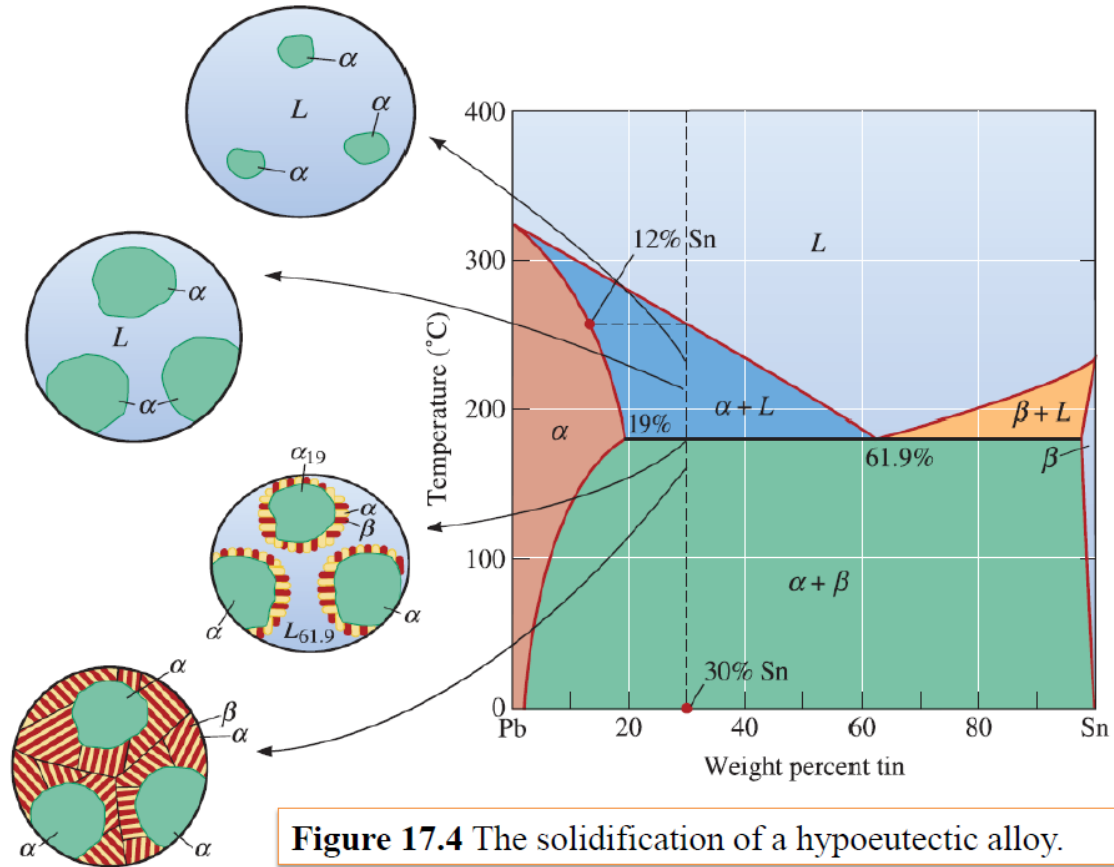 α
L
α
α
α
L
α
α₁₉
α
β
α
α
L₆₁.₉
α
β
α
α
α
400
300
200
100
0
Temperature (°C)
12% Sn
L
α + L
β + L
α
19%
61.9%
β
α + β
30% Sn
Pb
20
40
60
80
Sn
Weight percent tin
Figure 17.4 The solidification of a hypoeutectic alloy.